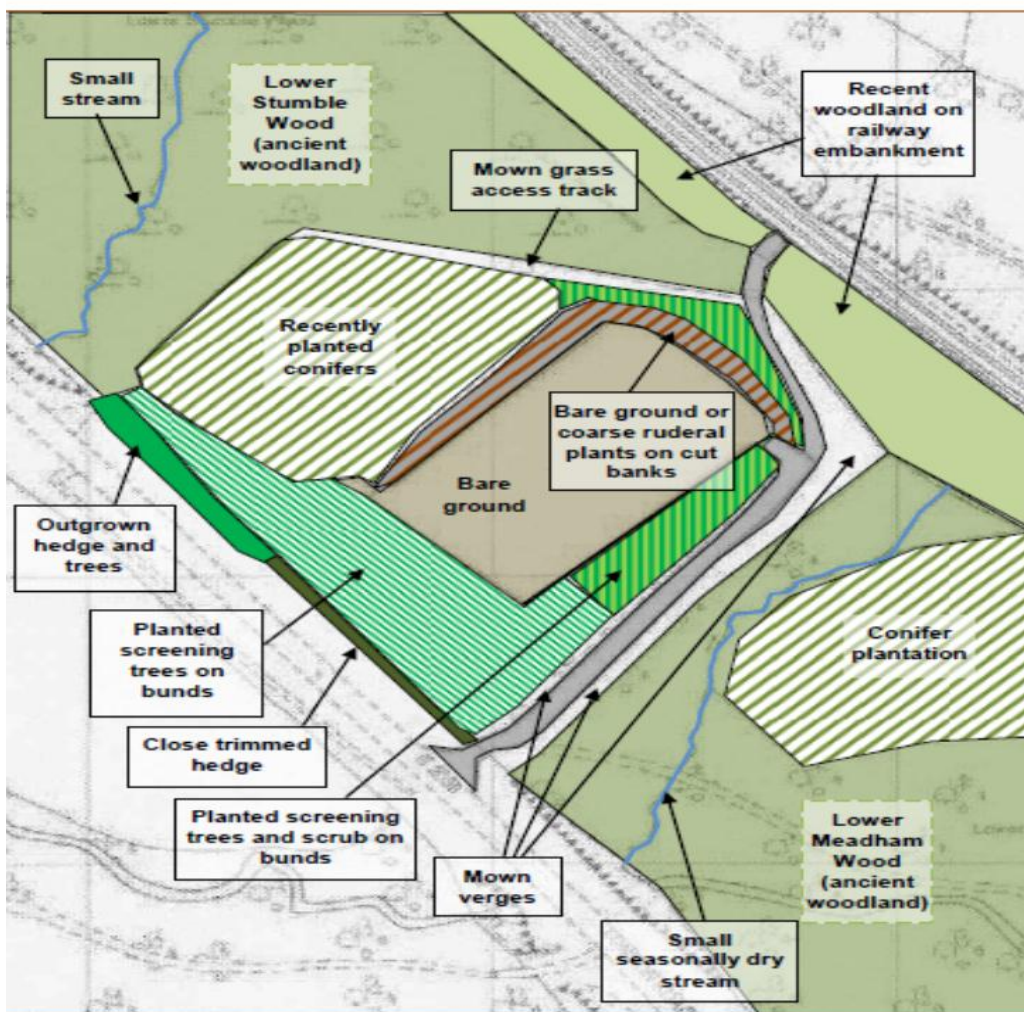 Small
stream
Lower
Stumble
Wood
(ancient
woodland)
Recent
woodland on
railway
embankment
Mown grass
access track
Recently
planted
conifers
Bare ground or
coarse ruderal
plants on cut
banks
Bare
ground
Outgrown
hedge and
trees
Conifer
plantation
Planted
screening
trees on
bunds
Close trimmed
hedge
Planted screening
trees and scrub on
bunds
Mown
verges
Lower
Meadham
Wood
(ancient
woodland)
Small
seasonally dry
stream